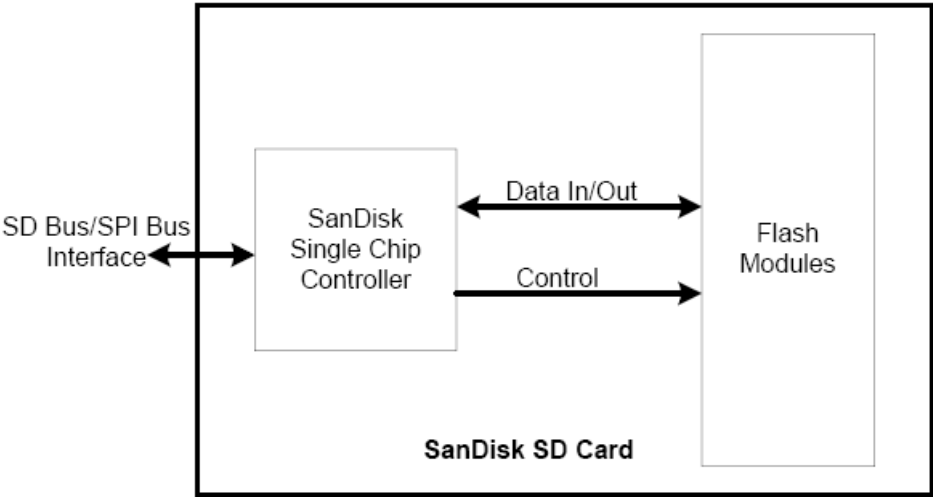 SD Bus/SPI Bus
Interface
SanDisk
Single Chip
Controller
Data In/Out
Control
Flash
Modules
SanDisk SD Card